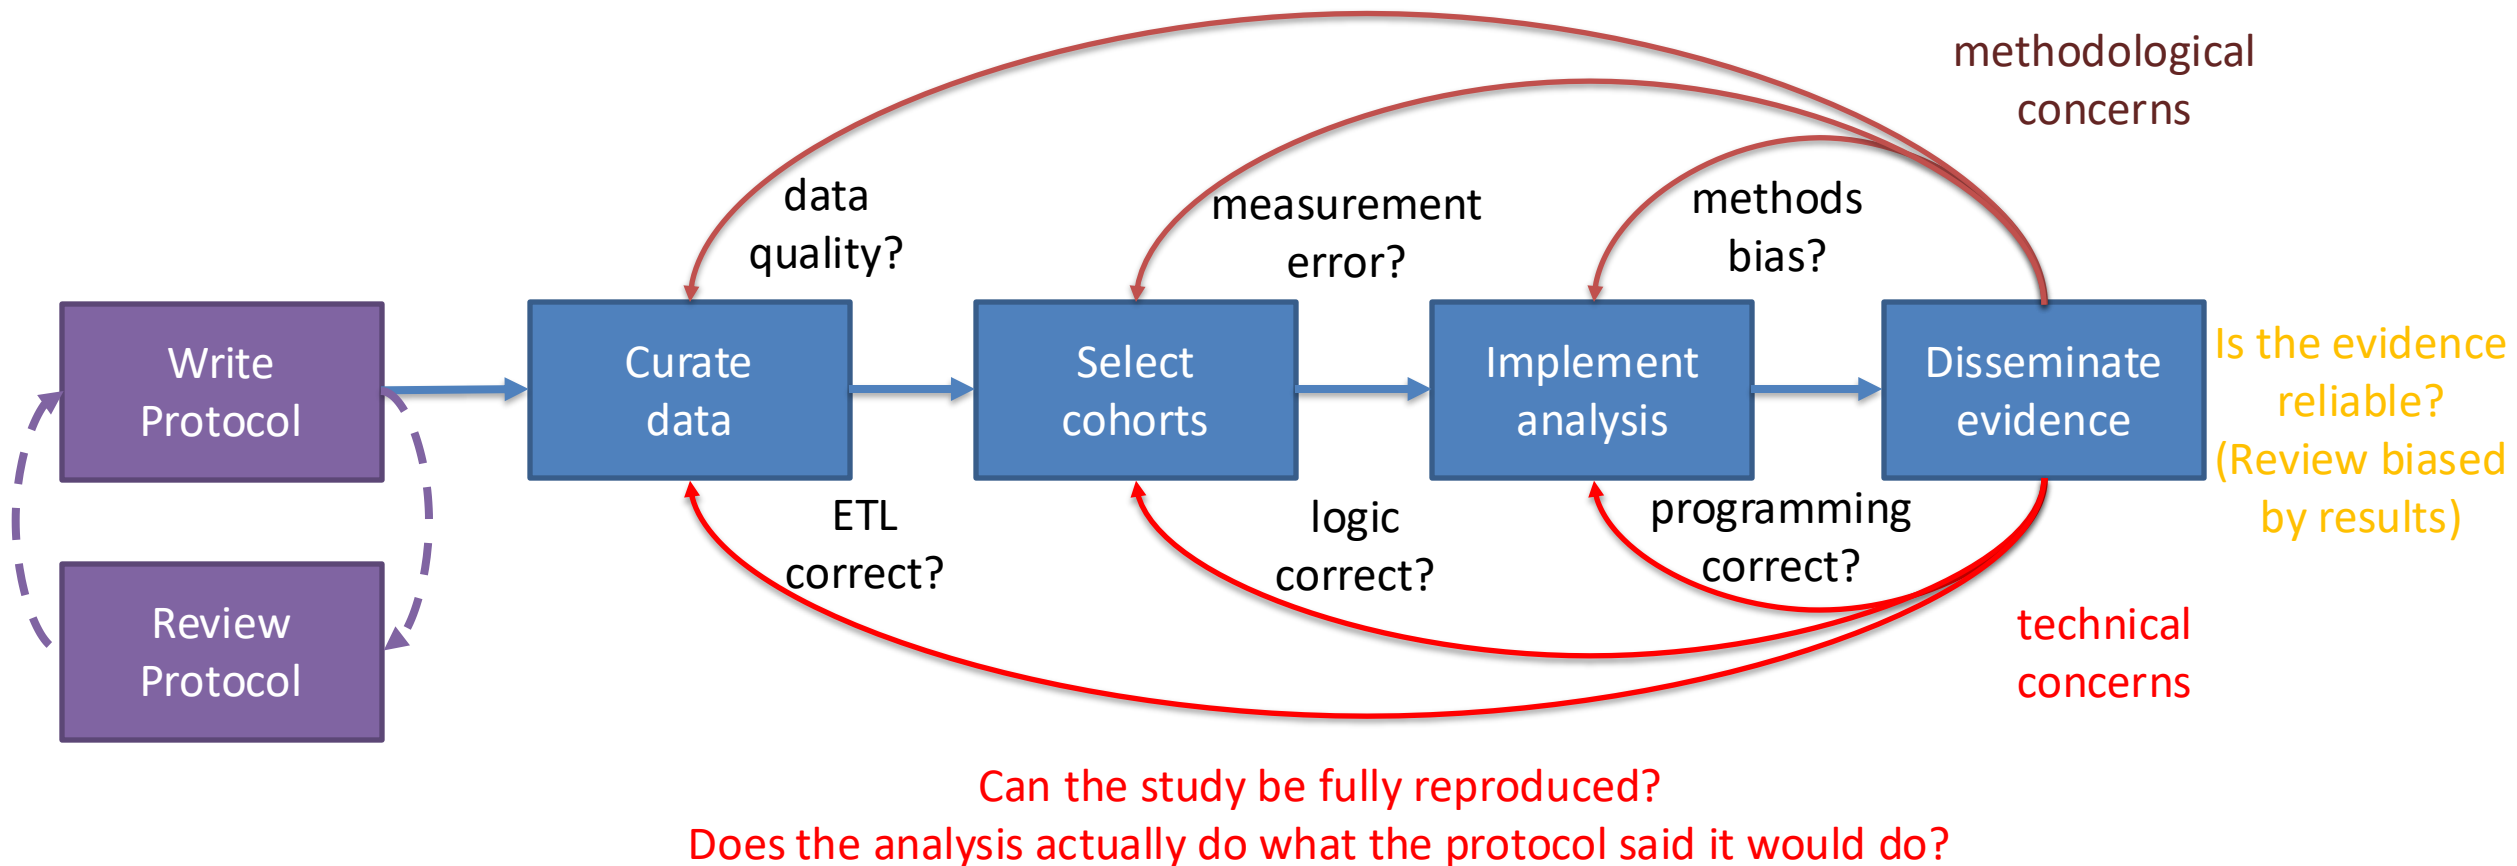 methodological
concerns
data
quality?
measurement
error?
methods
bias?
Write
Protocol
Curate
data
Select
cohorts
Implement
analysis
Disseminate
evidence
Is the evidence
reliable?
(Review biased
by results)
ETL
correct?
logic
correct?
programming
correct?
Review
Protocol
technical
concerns
Can the study be fully reproduced?
Does the analysis actually do what the protocol said it would do?